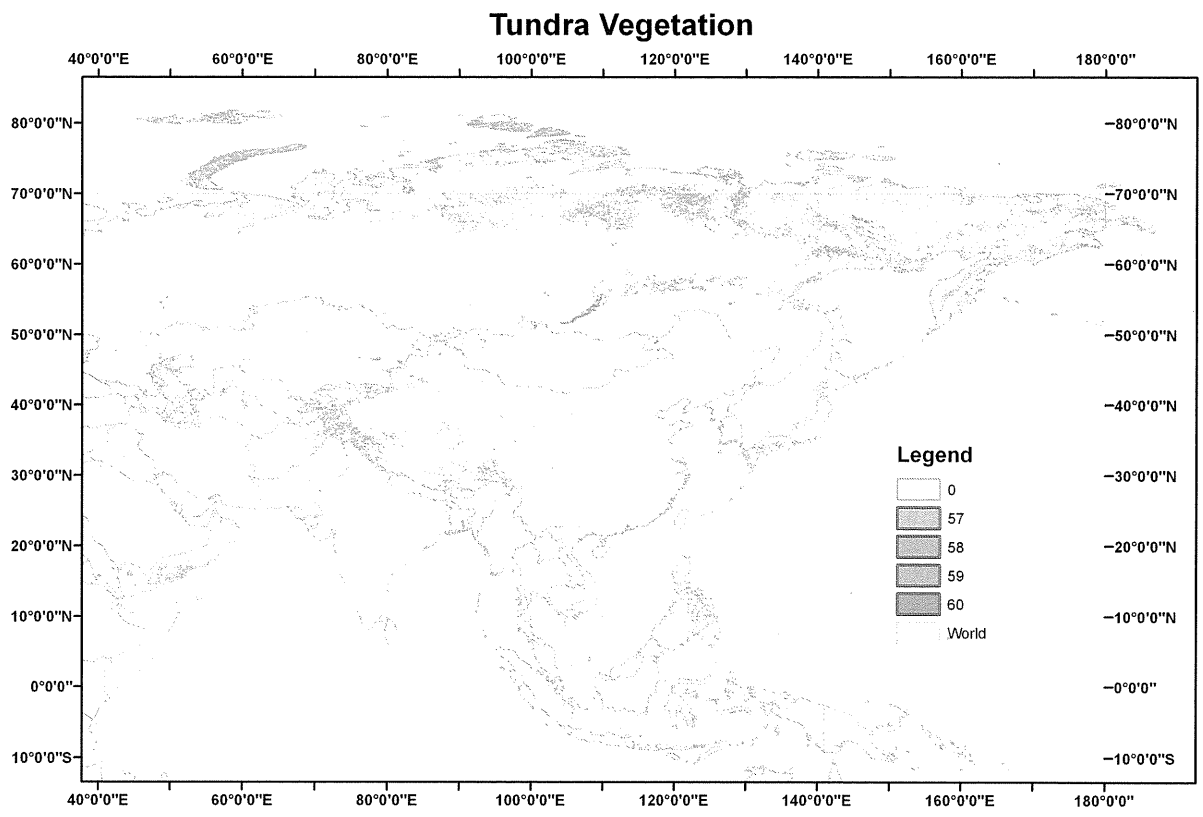 Tundra Vegetation
40°0'0"E 60°0'0"E 80°0'0"E 100°0'0"E 120°0'0"E 140°0'0"E 160°0'0"E 180°0'0"
80°0'0"N 80°0'0"N
70°0'0"N 70°0'0"N
60°0'0"N 60°0'0"N
50°0'0"N 50°0'0"N
40°0'0"N 40°0'0"N
Legend
30°0'0"N 30°0'0"N
0
57
20°0'0"N 58 20°0'0"N
59
10°0'0"N 60 10°0'0"N
World
0°0'0" 0°0'0"
10°0'0"S 10°0'0"S
40°0'0"E 60°0'0"E 80°0'0"E 100°0'0"E 120°0'0"E 140°0'0"E 160°0'0"E 180°0'0"